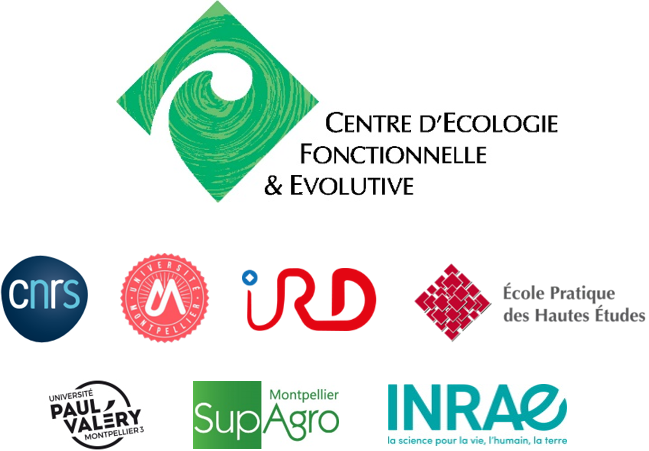 CENTRE D'ECOLOGIE
FONCTIONNELLE
& EVOLUTIVE
cnrs
UNIVERSITÉ
MONTPELLIER
iRD
École Pratique
des Hautes Études
UNIVERSITÉ
PAUL
VALÉRY
MONTPELLIER 3
Montpellier
SupAgro
INRAE
la science pour la vie, l'humain, la terre